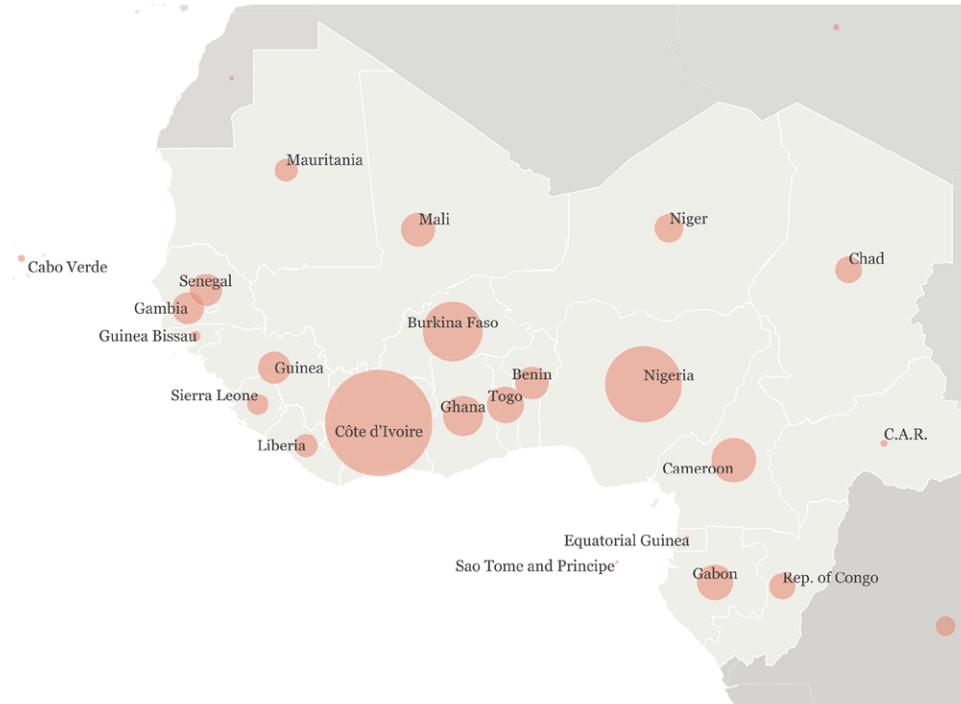 Mauritania
Mali
Niger
Chad
Cabo Verde
Senegal
Gambia
Guinea Bissau
Burkina Faso
Guinea
Benin
Nigeria
Sierra Leone
Togo
Ghana
Côte d'Ivoire
Liberia
C.A.R.
Cameroon
Equatorial Guinea
Sao Tome and Principe
Gabon
Rep. of Congo